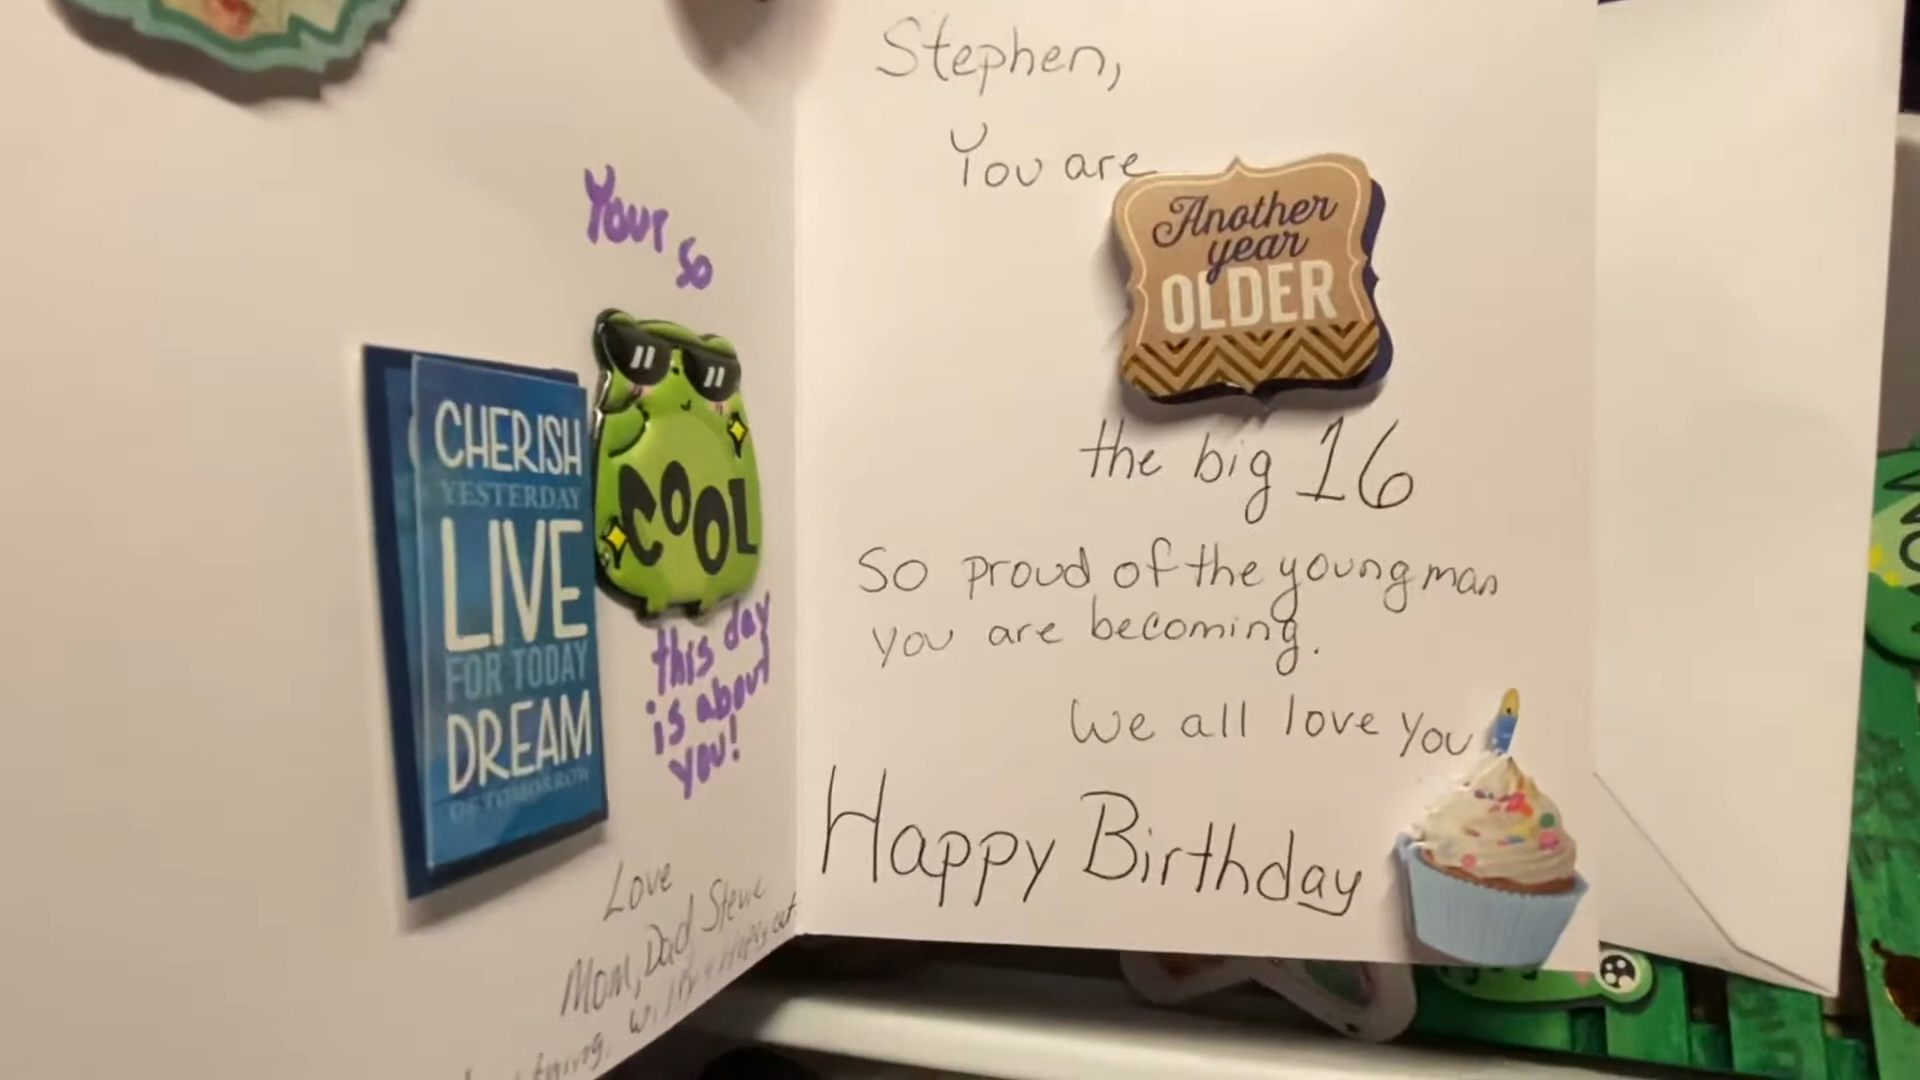 Your
So
COOL
this day
is about
you!
CHERISH
YESTERDAY
LIVE
FOR TODAY
DREAM
OF TOMORROW
Love
Mom, Dad Steve
Stephen,
You are
Another
year
OLDER
the big 16
So proud of the young man
you are becoming.
We all love you
Happy Birthday